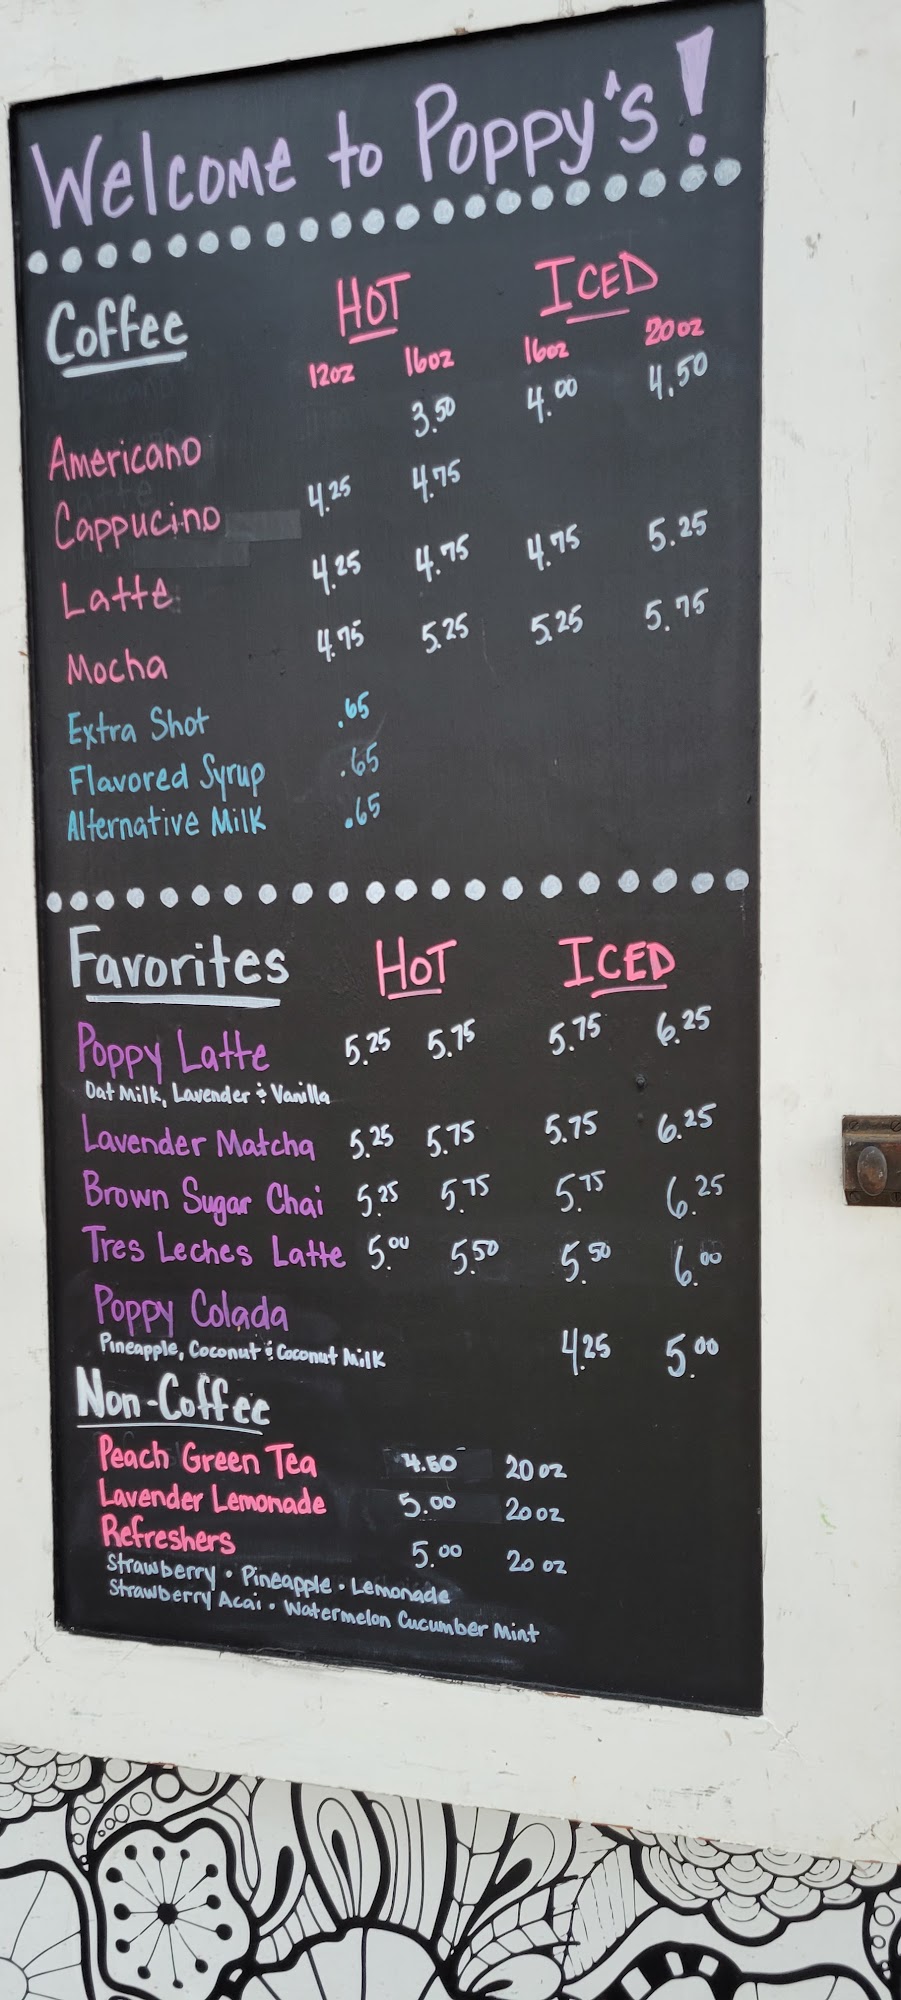 Welcome to Poppy's!
Coffee HOT ICED
12oz 16oz 16oz 20oz
Americano 3.50 4.00 4.50
Cappucino 4.25 4.75
Latte 4.25 4.75 4.75 5.25
Mocha 4.75 5.25 5.25 5.75
Extra Shot .65
Flavored Syrup .65
Alternative Milk .65
Favorites HOT ICED
Poppy Latte 5.25 5.75 5.75 6.25
Oat Milk, Lavender & Vanilla
Lavender Matcha 5.25 5.75 5.75 6.25
Brown Sugar Chai 5.25 5.75 5.75 6.25
Tres Leches Latte 5.00 5.50 5.50 6.00
Poppy Colada
Pineapple, Coconut & Coconut Milk 4.25 5.00
Non-Coffee
Peach Green Tea 4.50 20oz
Lavender Lemonade 5.00 20oz
Refreshers 5.00 20oz
Strawberry • Pineapple • Lemonade
Strawberry Acai • Watermelon Cucumber Mint